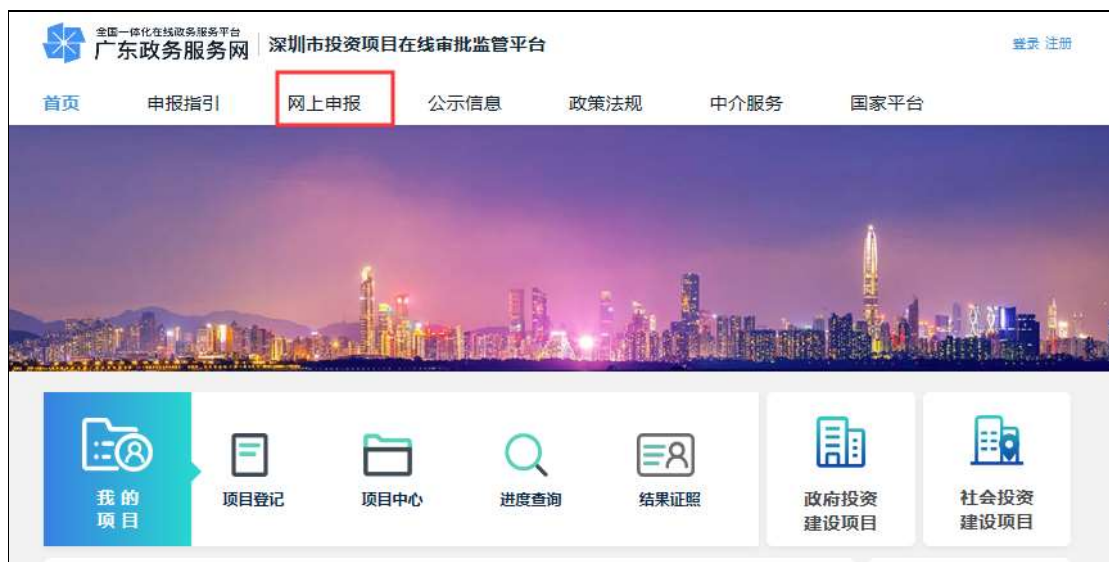 全国一体化在线政务服务平台
广东政务服务网
深圳市投资项目在线审批监管平台
登录 注册
首页 申报指引 网上申报 公示信息 政策法规 中介服务 国家平台
我的
项目
项目登记
项目中心
进度查询
结果证照
政府投资
建设项目
社会投资
建设项目